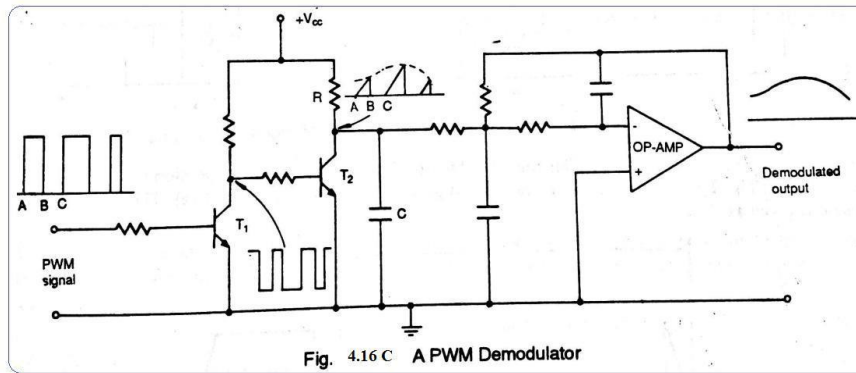 +Vcc
R
A B C
A B C
T1
T2
C
-
+
OP-AMP
Demodulated
output
PWM
signal
Fig. 4.16 C A PWM Demodulator